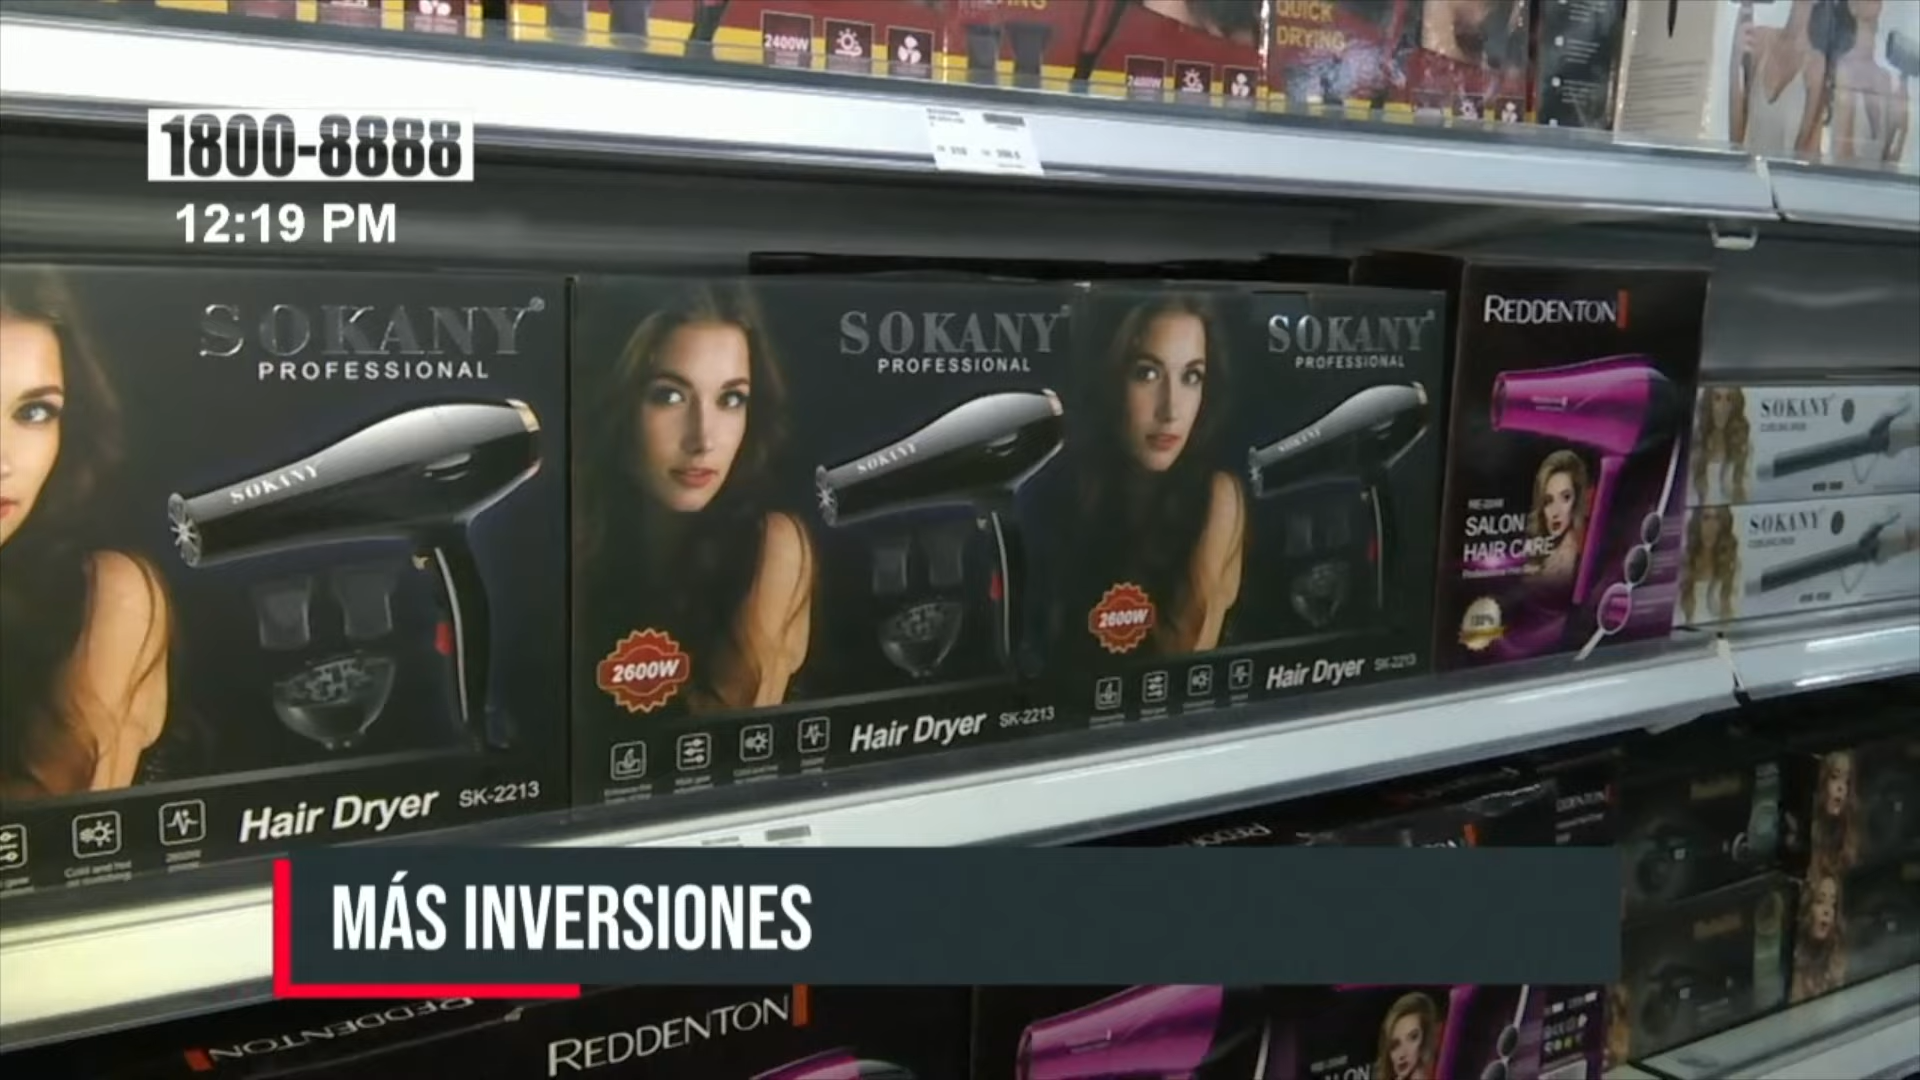 QUICK
DRYING
2400W
2400W
1800-8888
12:19 PM
SOKANY
PROFESSIONAL
SOKANY
Hair Dryer SK-2213
SOKANY
PROFESSIONAL
SOKANY
2600W
Hair Dryer SK-2213
SOKANY
PROFESSIONAL
SOKANY
2600W
Hair Dryer SK-2213
REDDENTON
SALON
HAIR CARE
100%
SOKANY
SOKANY
MÁS INVERSIONES
REDDENTON
REDDENTON